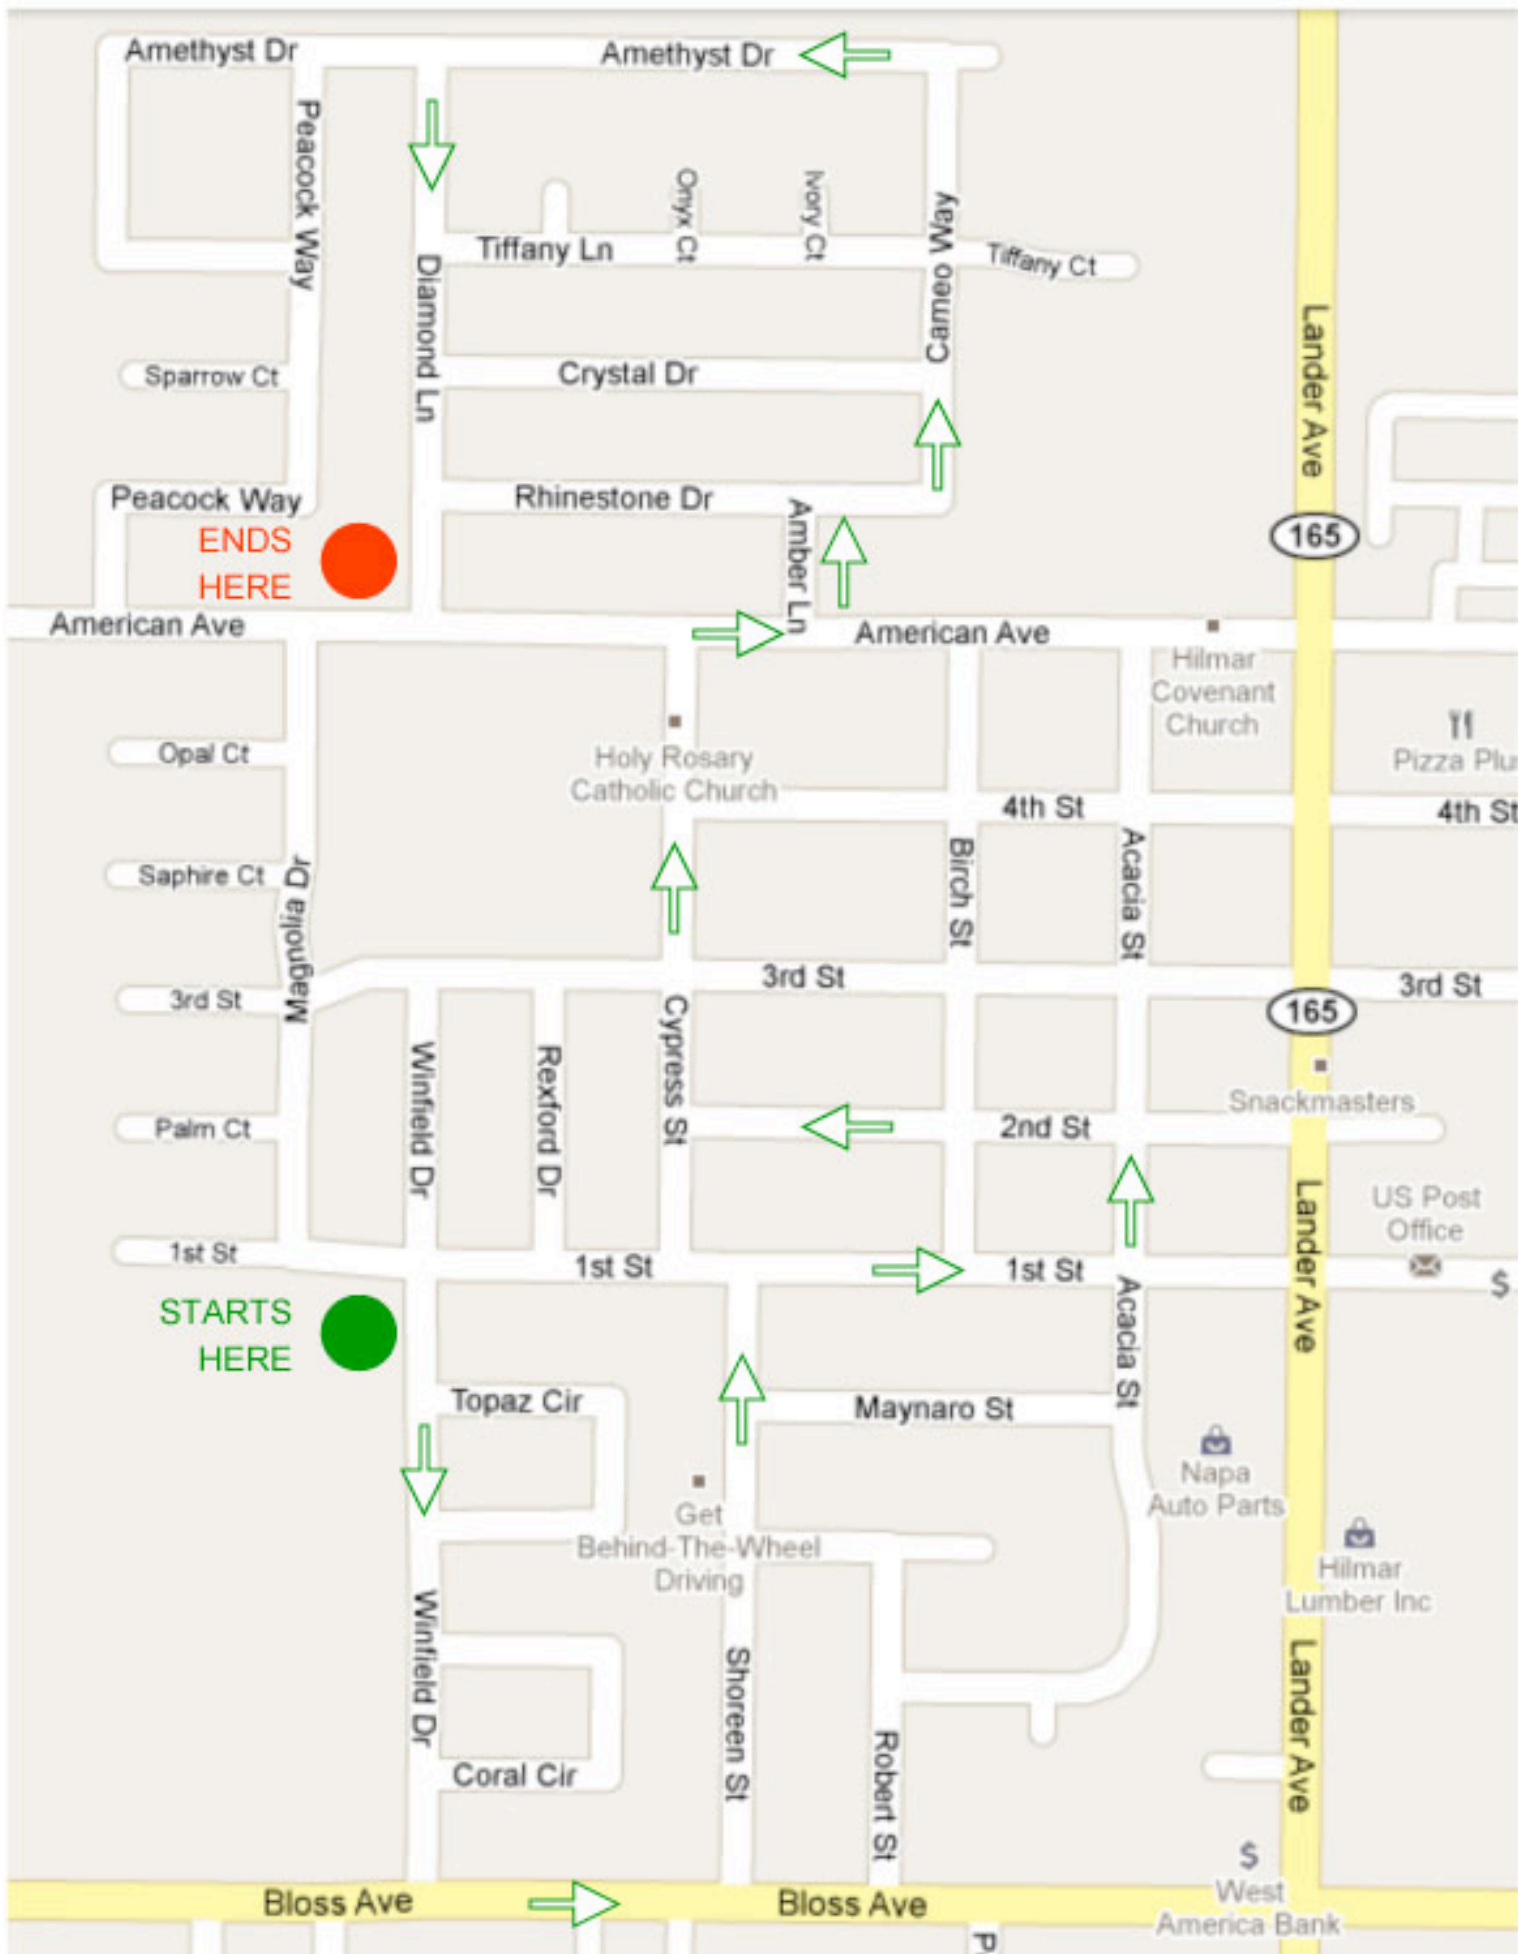 Amethyst Dr
Amethyst Dr
Peacock Way
Onyx Ct
Ivory Ct
Cameo Way
Tiffany Ln
Tiffany Ct
Diamond Ln
Lander Ave
Sparrow Ct
Crystal Dr
Peacock Way
Rhinestone Dr
Amber Ln
165
ENDS
HERE
American Ave
American Ave
Hilmar
Covenant
Church
Opal Ct
Holy Rosary
Catholic Church
Pizza Plus
4th St
4th St
Saphire Ct
Magnolia Dr
Birch St
Acacia St
3rd St
3rd St
3rd St
165
Cypress St
Winfield Dr
Rexford Dr
Snackmasters
Palm Ct
2nd St
Lander Ave
US Post
Office
1st St
1st St
1st St
$
STARTS
HERE
Acacia St
Topaz Cir
Maynaro St
Napa
Auto Parts
Get
Behind-The-Wheel
Driving
Hilmar
Lumber Inc
Winfield Dr
Shoreen St
Lander Ave
Robert St
Coral Cir
$
West
America Bank
Bloss Ave
Bloss Ave